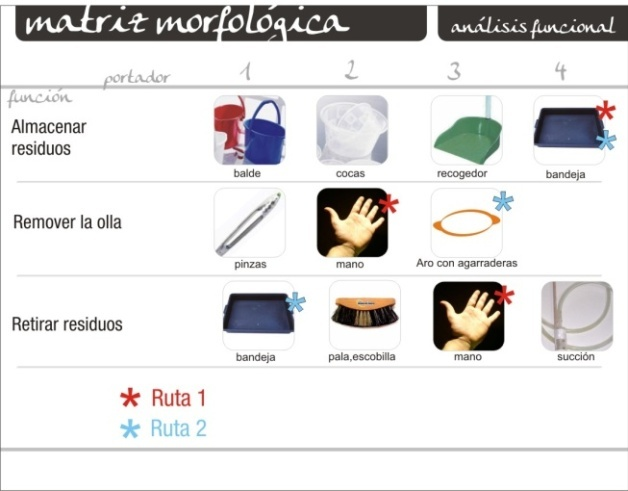 matriz morfológica
análisis funcional
portador 1 2 3 4
función
Almacenar
residuos
balde cocas recogedor bandeja
Remover la olla
pinzas mano Aro con agarraderas
Retirar residuos
bandeja pala,escobilla mano succión
* Ruta 1
* Ruta 2